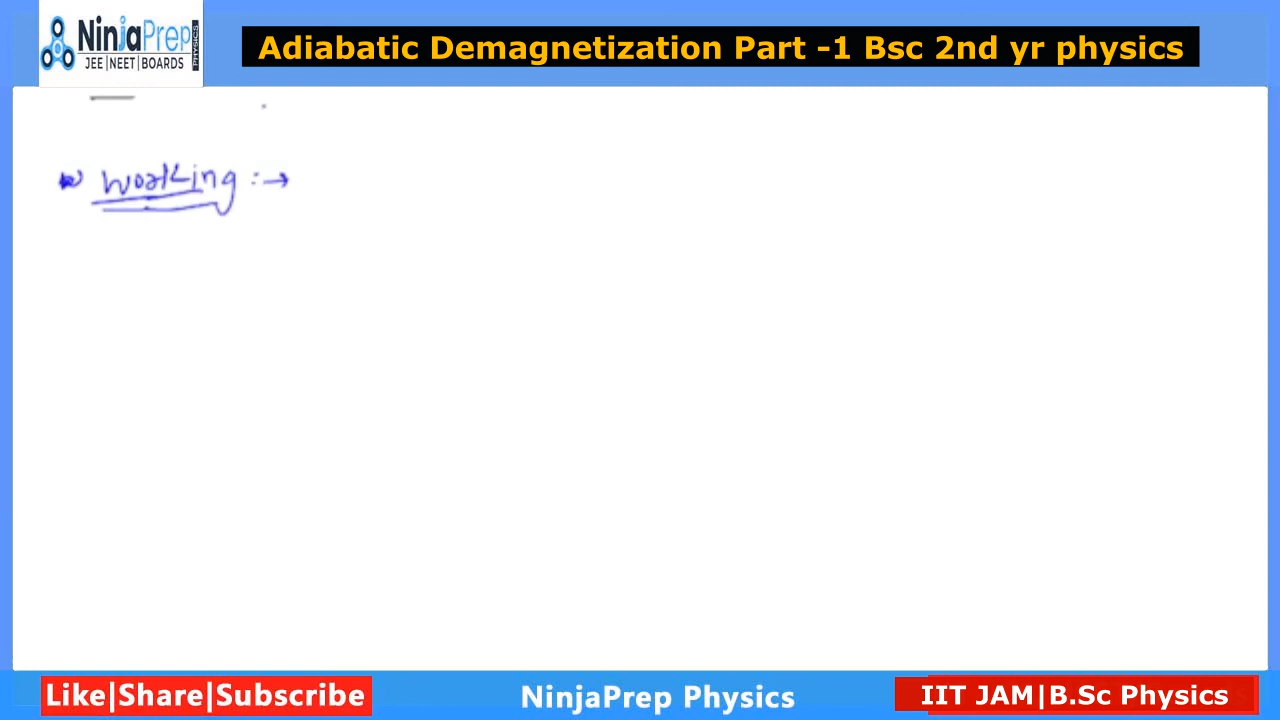 NinjaPrep
JEE|NEET|BOARDS
PHYSICS
Adiabatic Demagnetization Part -1 Bsc 2nd yr physics
Working :→
Like|Share|Subscribe
NinjaPrep Physics
IIT JAM|B.Sc Physics